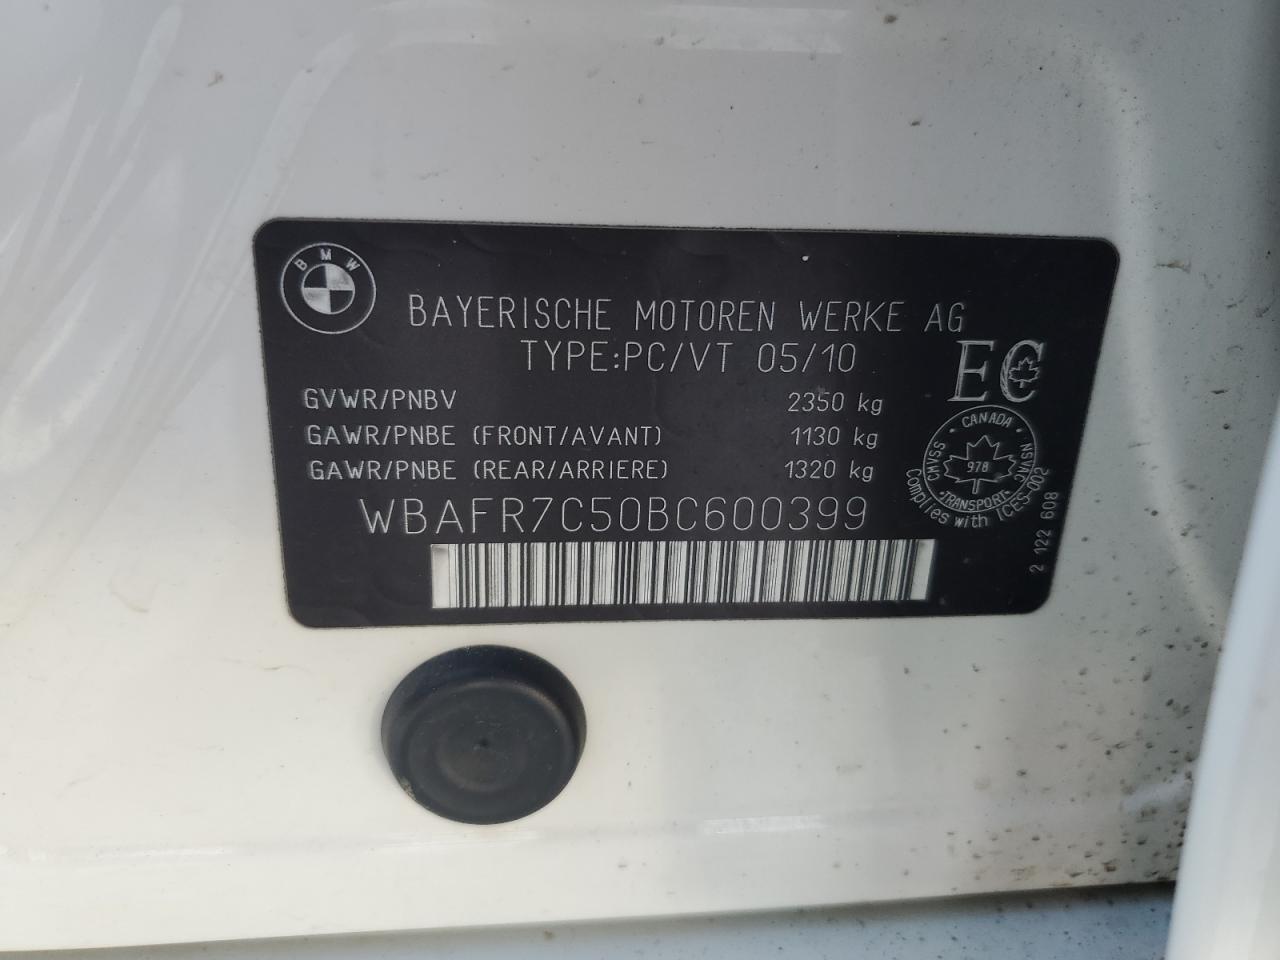 BMW
BAYERISCHE MOTOREN WERKE AG
TYPE:PC/VT 05/10
GVWR/PNBV 2350 kg
GAWR/PNBE (FRONT/AVANT) 1130 kg
GAWR/PNBE (REAR/ARRIERE) 1320 kg
WBAFR7C50BC600399
EC
CANADA
CMVSS NSVAC
978
TRANSPORT
Complies with ICES-002
2 122 608